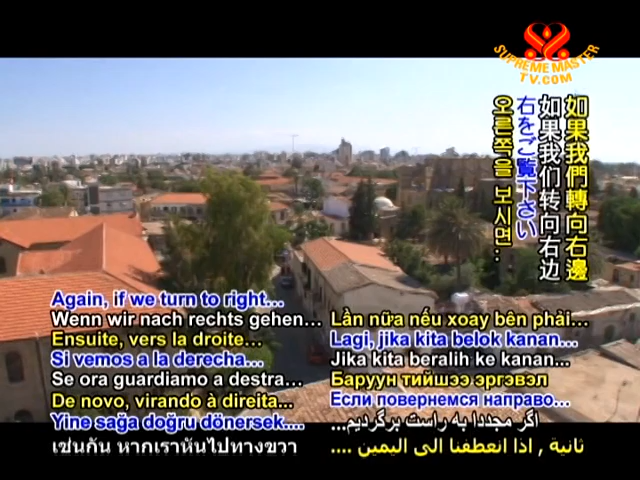 SUPREME MASTER
TV.COM
如果我們轉向右邊
如果我们转向右边
右をご覧下さい
오른쪽을 보시면..
Again, if we turn to right...
Wenn wir nach rechts gehen...
Ensuite, vers la droite...
Si vemos a la derecha...
Se ora guardiamo a destra...
De novo, virando à direita...
Yine sağa doğru dönersek....
เช่นกัน หากเราหันไปทางขวา
Lần nữa nếu xoay bên phải...
Lagi, jika kita belok kanan...
Jika kita beralih ke kanan...
Баруун тийшээ эргэвэл
Если повернемся направо...
اگر مجددا به راست برگردیم...
ثانية , اذا انعطفنا الى اليمين ....